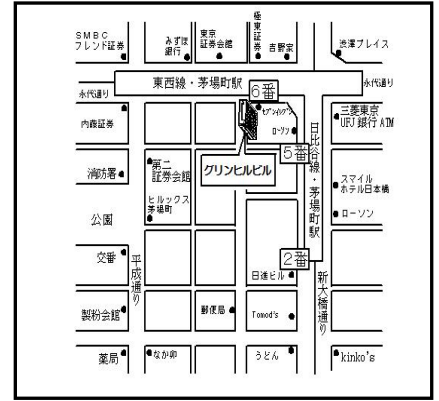 SMBC
フレンド証券
みずほ
銀行
東京
証券会館
極東証券
吉野家
渋澤プレイス
東西線・茅場町駅
永代通り
永代通り
6番
内藤証券
セブンイレブン
ローソン
三菱東京
UFJ銀行ATM
5番
日比谷線・茅場町駅
消防署
第二
証券会館
グリンヒルビル
スマイル
ホテル日本橋
ヒルックス
茅場町
公園
ローソン
交番
平成通り
2番
日進ビル
新大橋通り
製粉会館
郵便局
Tomod's
薬局
なか卯
うどん
kinko's